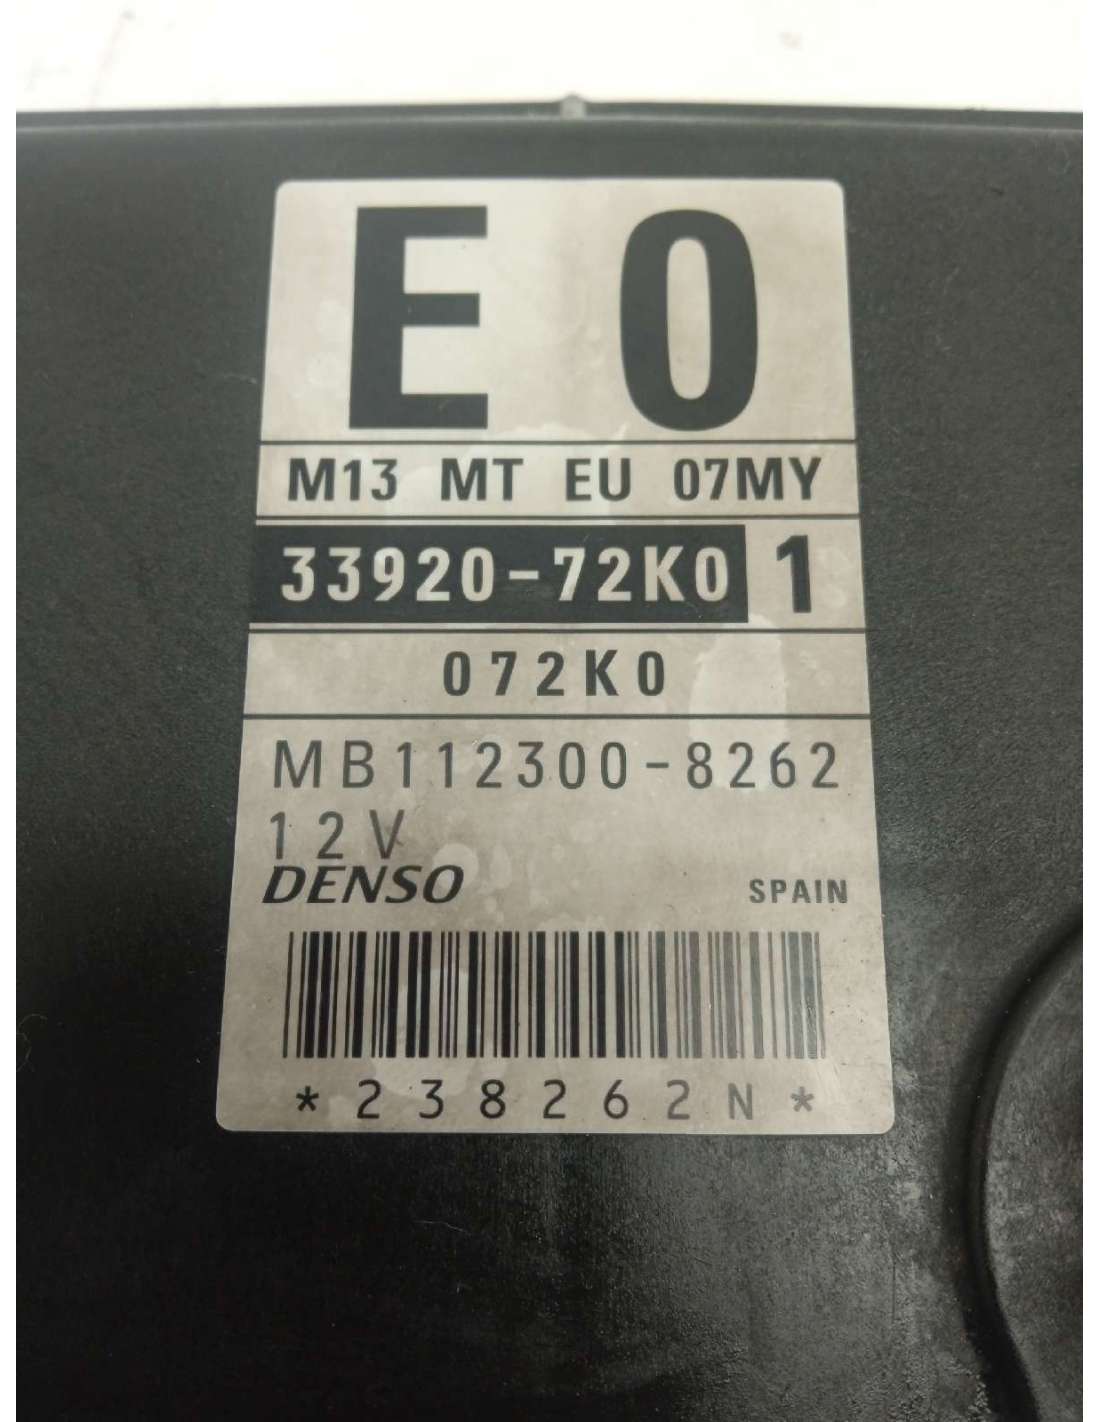 E 0
M13 MT EU 07MY
33920-72K0 1
072K0
MB112300-8262
12V
DENSO SPAIN
*238262N*